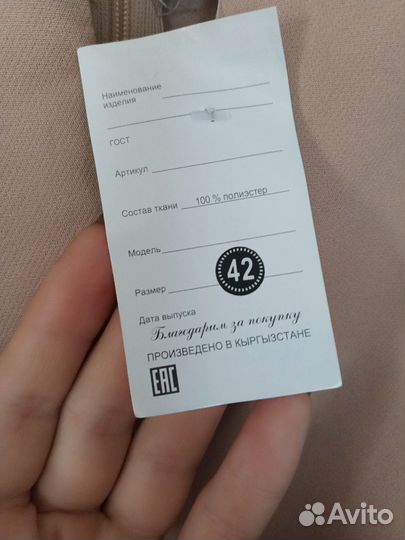 Наименование
изделия
ГОСТ
Артикул
Состав ткани 100 % полиэстер
Модель
Размер 42
Дата выпуска
Благодарим за покупку
ПРОИЗВЕДЕНО В КЫРГЫЗСТАНЕ
EAC
Avito